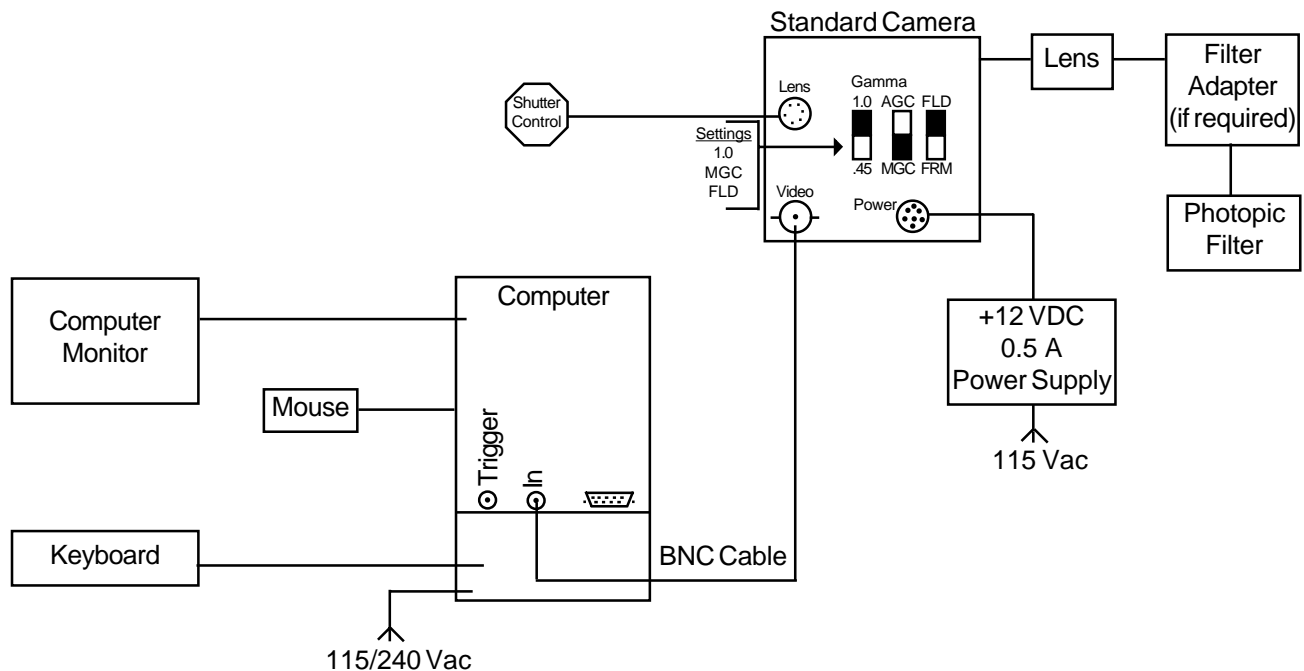 Standard Camera
Lens
Filter
Adapter
(if required)
Photopic
Filter
Shutter
Control
Lens
Gamma
1.0 AGC FLD
.45 MGC FRM
Settings
1.0
MGC
FLD
Video
Power
+12 VDC
0.5 A
Power Supply
115 Vac
Computer
Computer
Monitor
Mouse
Trigger
In
Keyboard
BNC Cable
115/240 Vac